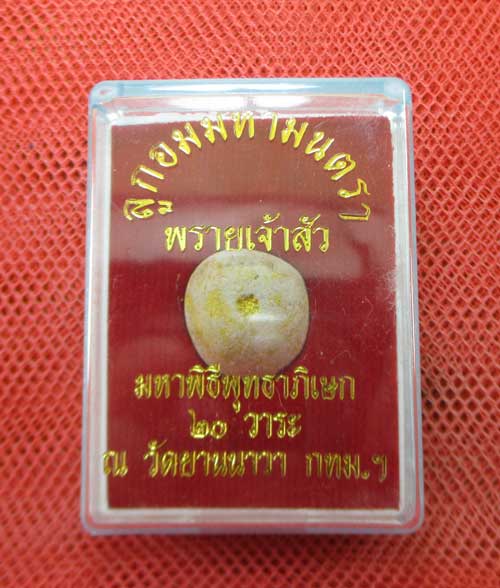 ลูกอมมหามนตรา
พรายเจ้าสัว
มหาพิธีพุทธาภิเษก
๒๐ วาระ
ณ วัดยานนาวา กทม.ฯ